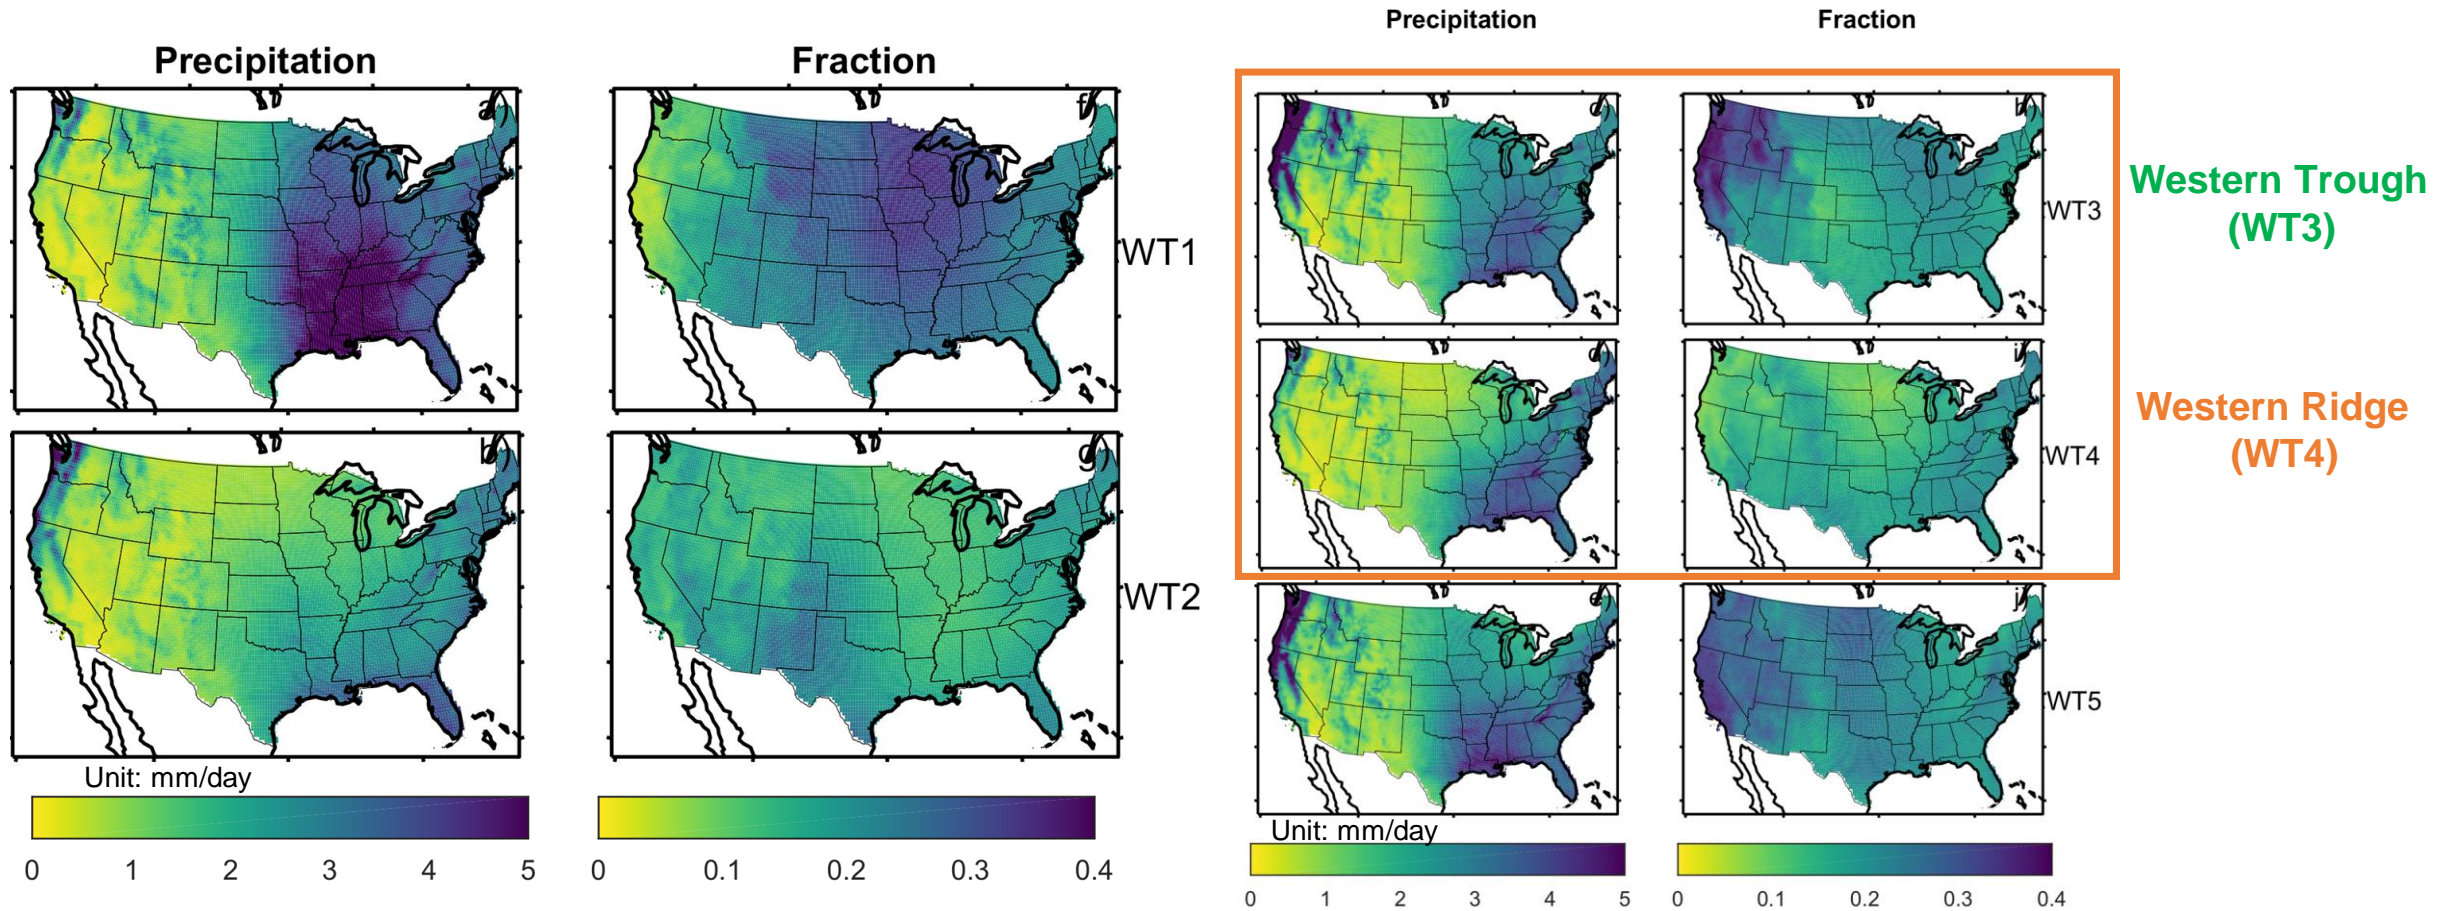 Precipitation
Fraction
a)
f)
WT1
b)
g)
WT2
Unit: mm/day
0 1 2 3 4 5
0 0.1 0.2 0.3 0.4
Precipitation
Fraction
c)
h)
WT3
d)
i)
WT4
e)
j)
WT5
Unit: mm/day
0 1 2 3 4 5
0 0.1 0.2 0.3 0.4
Western Trough
(WT3)
Western Ridge
(WT4)